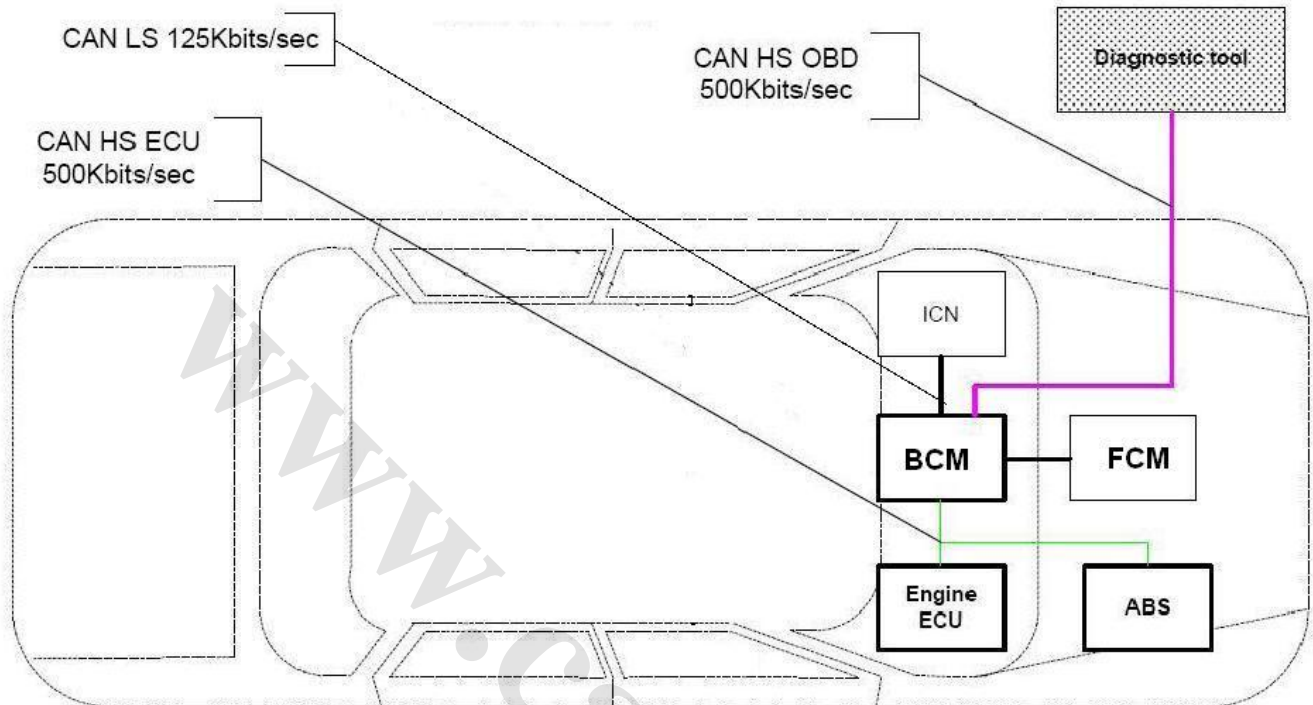 CAN LS 125Kbits/sec
CAN HS OBD
500Kbits/sec
Diagnostic tool
CAN HS ECU
500Kbits/sec
ICN
BCM
FCM
Engine
ECU
ABS
www.c